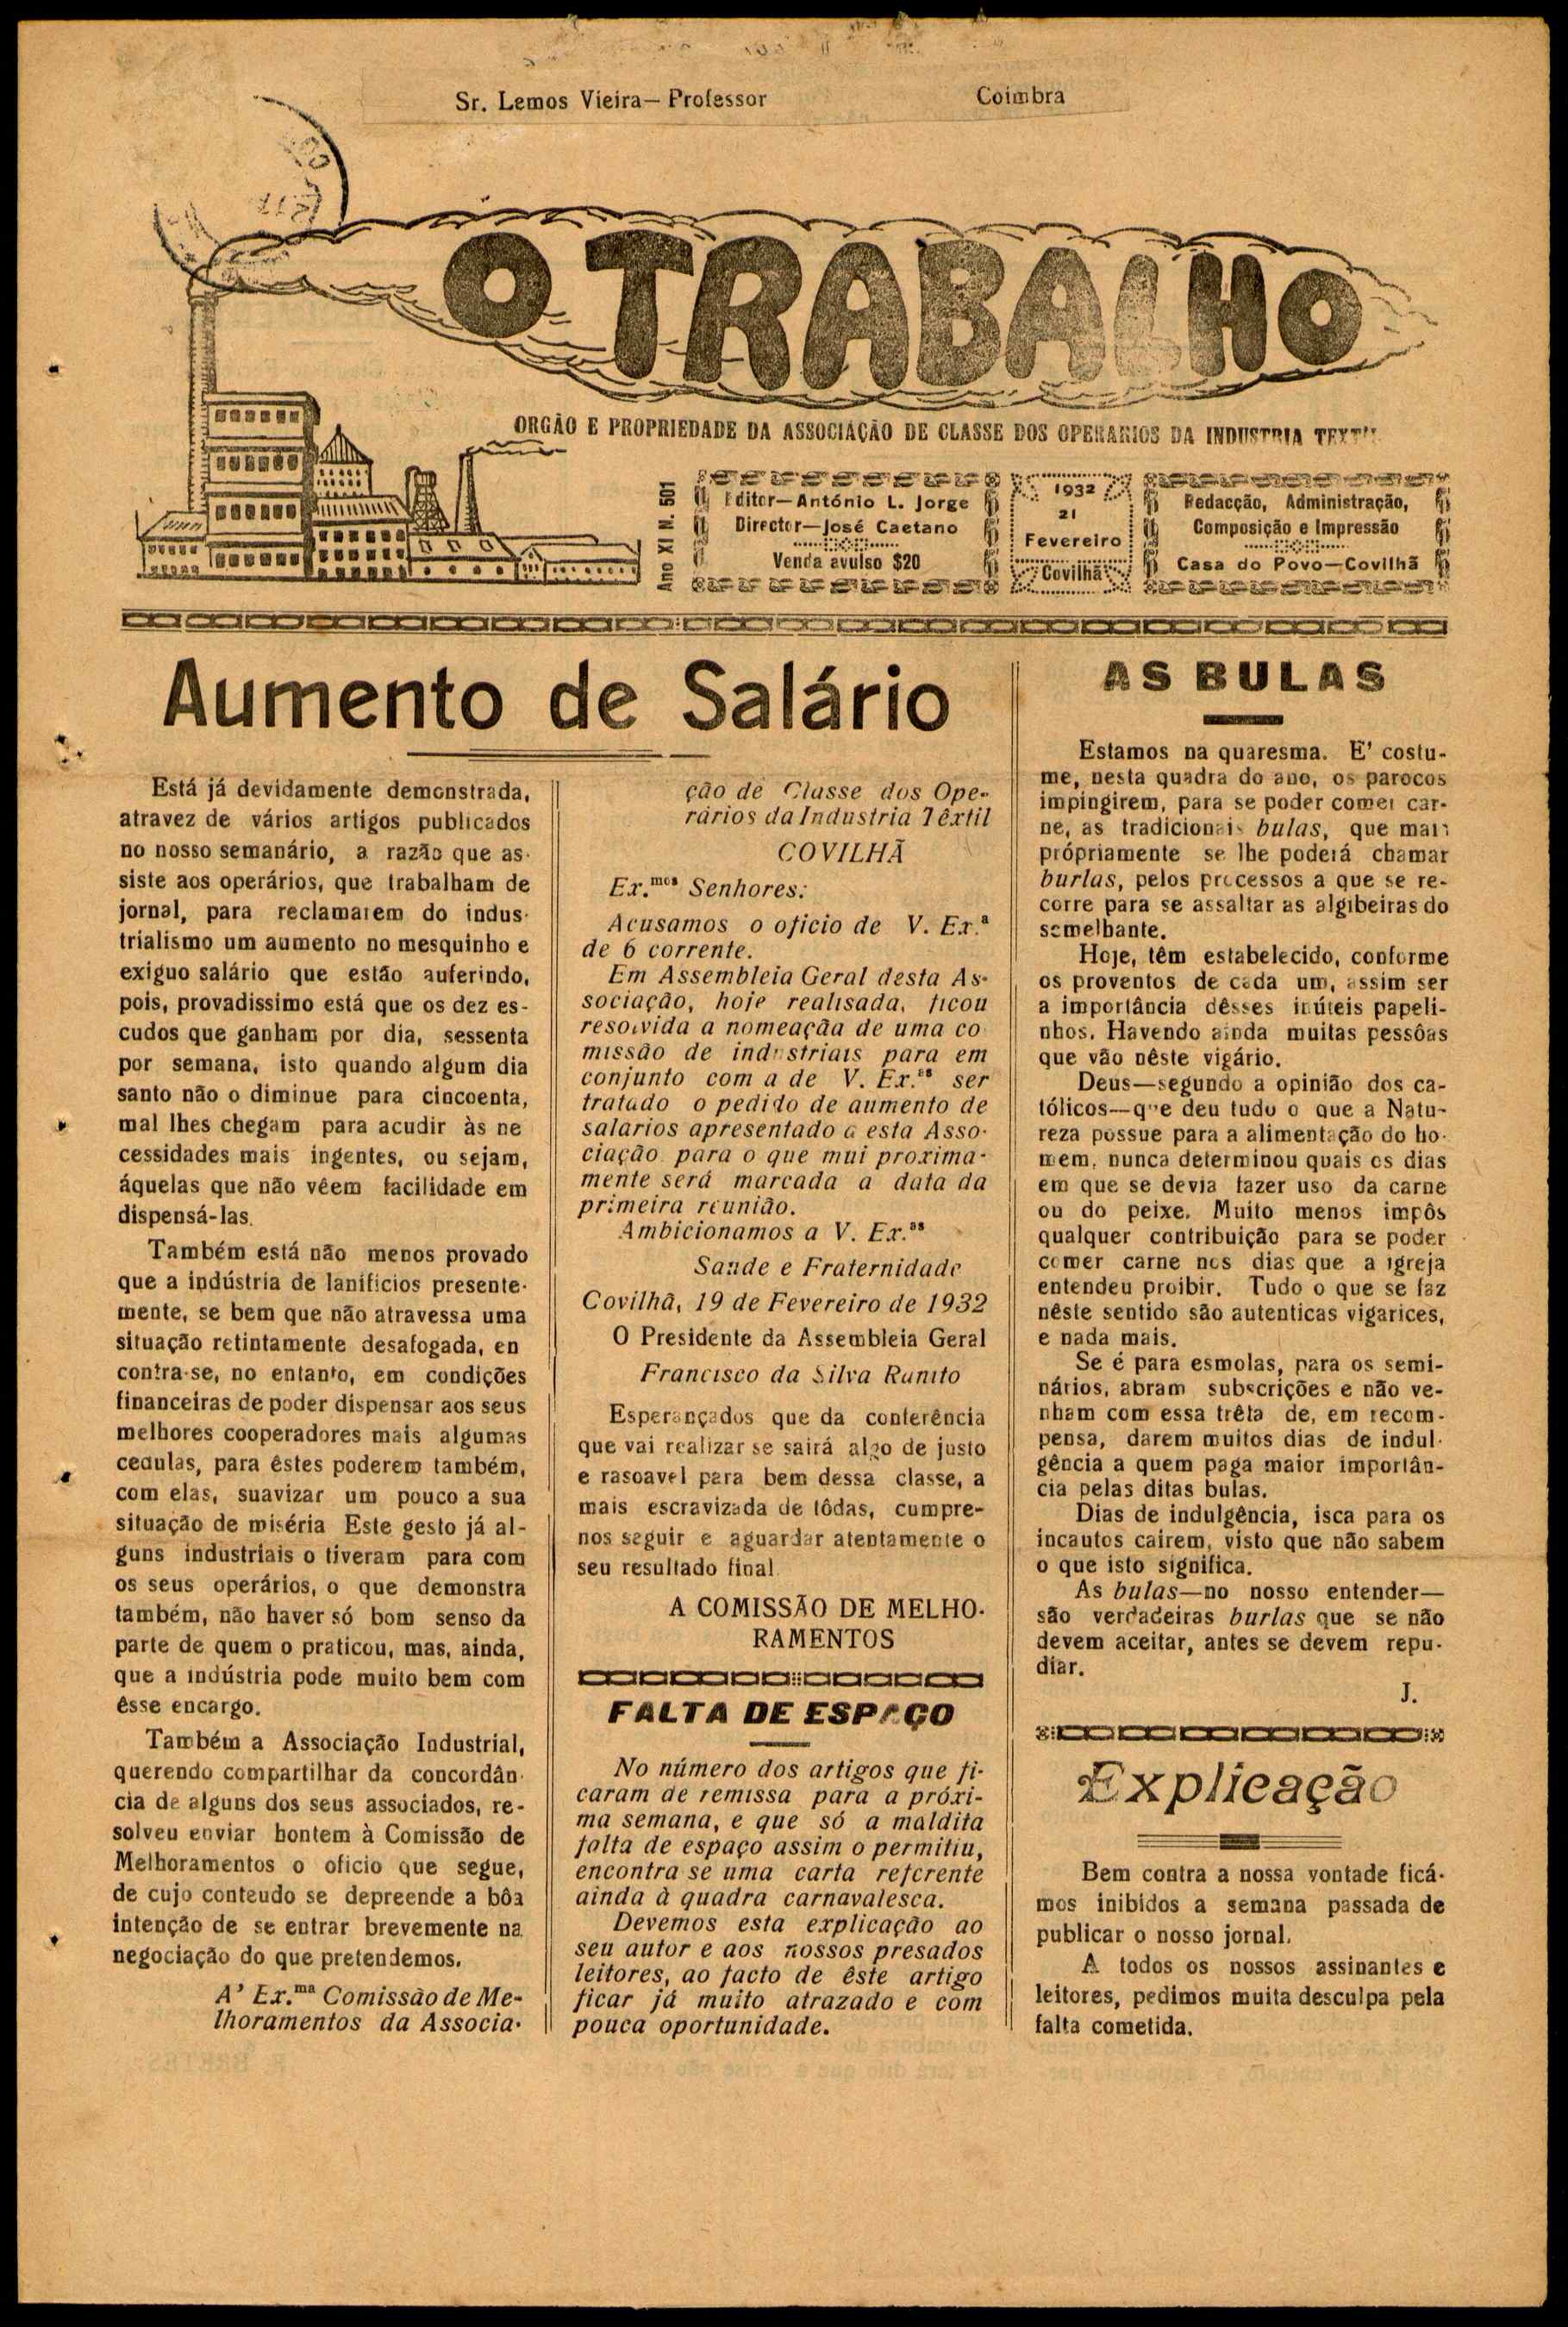 Sr. Lemos Vieira— Professor Coimbra
O TRABALHO
ORGÃO E PROPRIEDADE DA ASSOCIAÇÃO DE CLASSE DOS OPERARIOS DA INDUSTRIA TEXTIL
Ano XI N. 501
Editor—António L. Jorge
Director—José Caetano
Venda avulso $20
1932
21
Fevereiro
Covilhã
Redacção, Administração,
Composição e Impressão
Casa do Povo—Covilhã
Aumento de Salário
Está já devidamente demonstrada,
atravez de vários artigos publicados
no nosso semanário, a razão que as-
siste aos operários, que trabalham de
jornal, para reclamarem do indus-
trialismo um aumento no mesquinho e
exiguo salário que estão auferindo,
pois, provadissimo está que os dez es-
cudos que ganham por dia, sessenta
por semana, isto quando algum dia
santo não o diminue para cincoenta,
mal lhes chegam para acudir às ne
cessidades mais ingentes, ou sejam,
áquelas que não vêem facilidade em
dispensá-las.
Também está não menos provado
que a indústria de lanifícios presente-
mente, se bem que não atravessa uma
situação retintamente desafogada, en
contra-se, no entanto, em condições
financeiras de poder dispensar aos seus
melhores cooperadores mais algumas
cedulas, para êstes poderem também,
com elas, suavizar um pouco a sua
situação de miséria Este gesto já al-
guns industriais o tiveram para com
os seus operários, o que demonstra
também, não haver só bom senso da
parte de quem o praticou, mas, ainda,
que a indústria pode muito bem com
êsse encargo.
Também a Associação Industrial,
querendo compartilhar da concordân-
cia de alguns dos seus associados, re-
solveu enviar hontem à Comissão de
Melhoramentos o oficio que segue,
de cujo conteudo se depreende a bôa
intenção de se entrar brevemente na
negociação do que pretendemos.
A' Ex.ma Comissão de Me-
lhoramentos da Associa-
ção de Classe dos Ope-
rários da Industria Têxtil
COVILHÃ
Ex.mos Senhores:
Acusamos o oficio de V. Ex.ª
de 6 corrente.
Em Assembleia Geral desta As-
sociação, hoje realisada, ficou
resolvida a nomeação de uma co
missão de industriais para em
conjunto com a de V. Ex.as ser
tratado o pedido de aumento de
salarios apresentado a esta Asso-
ciação para o que mui proxima-
mente será marcada a data da
primeira reunião.
Ambicionamos a V. Ex.as
Saude e Fraternidade
Covilhã, 19 de Fevereiro de 1932
O Presidente da Assembleia Geral
Francisco da Silva Ranito
Esperançados que da conferência
que vai realizar se sairá algo de justo
e rasoavel para bem dessa classe, a
mais escravizada de tôdas, cumpre-
nos seguir e aguardar atentamente o
seu resultado final
A COMISSÃO DE MELHO-
RAMENTOS
FALTA DE ESPAÇO
No número dos artigos que fi-
caram de remissa para a próxi-
ma semana, e que só a maldita
falta de espaço assim o permitiu,
encontra se uma carta referente
ainda à quadra carnavalesca.
Devemos esta explicação ao
seu autor e aos nossos presados
leitores, ao facto de êste artigo
ficar já muito atrazado e com
pouca oportunidade.
AS BULAS
Estamos na quaresma. E' costu-
me, nesta quadra do ano, os parocos
impingirem, para se poder comer car-
ne, as tradicionais bulas, que mais
própriamente se lhe poderá chamar
burlas, pelos processos a que se re-
corre para se assaltar as algibeiras do
semelhante.
Hoje, têm estabelecido, conforme
os proventos de cada um, assim ser
a importância dêsses inúteis papeli-
nhos. Havendo ainda muitas pessôas
que vão nêste vigário.
Deus—segundo a opinião dos ca-
tólicos—que deu tudo o que a Natu-
reza possue para a alimentação do ho-
mem, nunca determinou quais os dias
em que se devia fazer uso da carne
ou do peixe. Muito menos impôs
qualquer contribuição para se poder
comer carne nos dias que a igreja
entendeu proibir. Tudo o que se faz
nêste sentido são autenticas vigarices,
e nada mais.
Se é para esmolas, para os semi-
nários, abram subscrições e não ve-
nham com essa trêta de, em recom-
pensa, darem muitos dias de indul-
gência a quem paga maior importân-
cia pelas ditas bulas.
Dias de indulgência, isca para os
incautos cairem, visto que não sabem
o que isto significa.
As bulas—no nosso entender—
são verdadeiras burlas que se não
devem aceitar, antes se devem repu-
diar.
J.
Explicação
Bem contra a nossa vontade ficá-
mos inibidos a semana passada de
publicar o nosso jornal.
A todos os nossos assinantes e
leitores, pedimos muita desculpa pela
falta cometida.